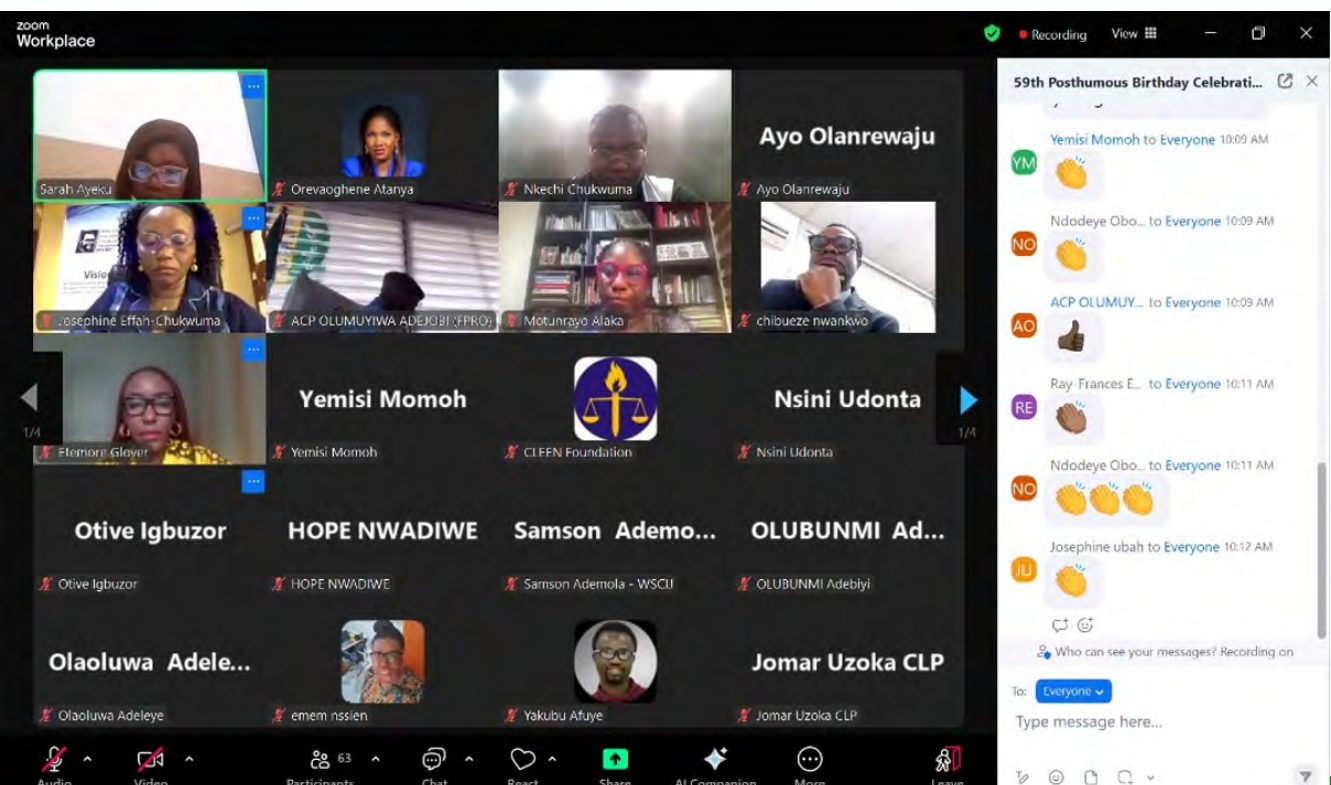 zoom
Workplace
Recording
View
59th Posthumous Birthday Celebrati...
Sarah Ayeku
Orevaoghene Atanya
Nkechi Chukwuma
Ayo Olanrewaju
Ayo Olanrewaju
Vision
Josephine Effah-Chukwuma
ACP OLUMUYIWA ADEJOBI (FPRO)
Motunrayo Alaka
chibueze nwankwo
1/4
Etemore Glover
Yemisi Momoh
Yemisi Momoh
CLEEN Foundation
Nsini Udonta
Nsini Udonta
1/4
Otive Igbuzor
Otive Igbuzor
HOPE NWADIWE
HOPE NWADIWE
Samson Ademo...
Samson Ademola - WSCIJ
OLUBUNMI Ad...
OLUBUNMI Adebiyi
Olaoluwa Adele...
Olaoluwa Adeleye
emem nssien
Yakubu Afuye
Jomar Uzoka CLP
Jomar Uzoka CLP
YM
Yemisi Momoh to Everyone 10:09 AM
NO
Ndodeye Obo... to Everyone 10:09 AM
AO
ACP OLUMUY... to Everyone 10:09 AM
RE
Ray-Frances E... to Everyone 10:11 AM
NO
Ndodeye Obo... to Everyone 10:11 AM
JU
Josephine ubah to Everyone 10:12 AM
Who can see your messages? Recording on
To: Everyone
Type message here...
Audio
Video
63
Participants
Chat
React
Share
AI Companion
More
Leave